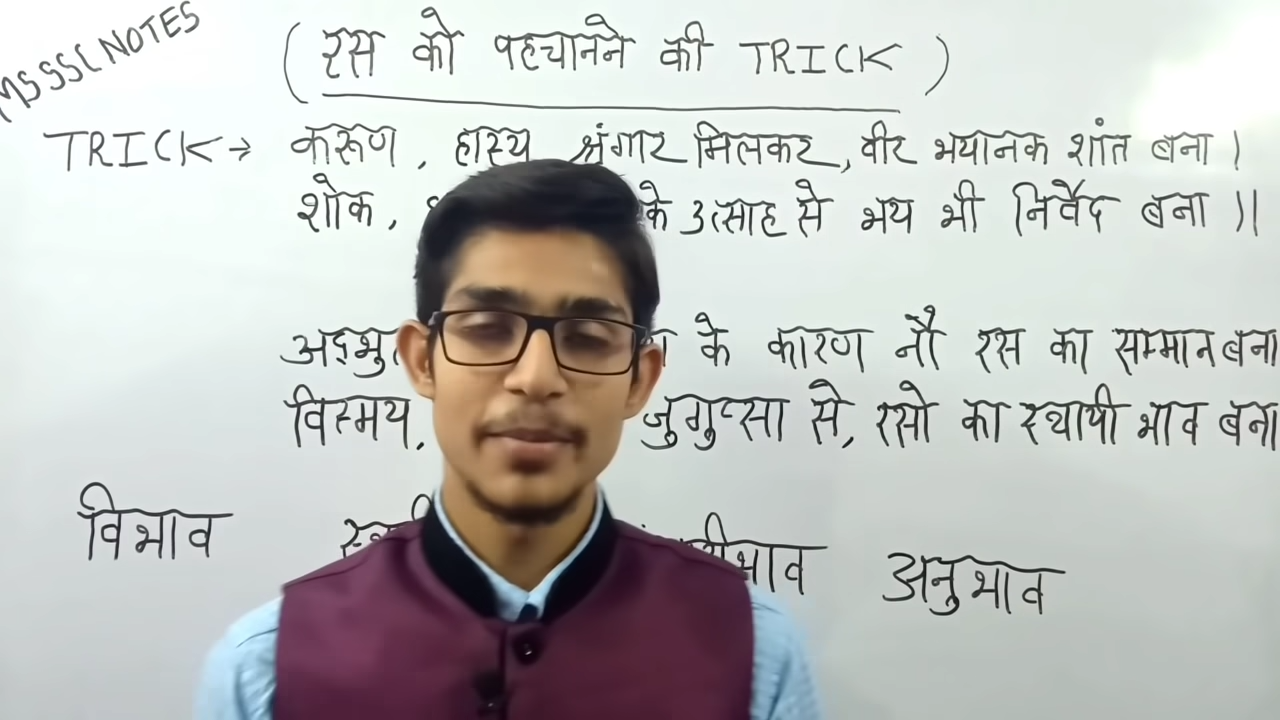 MS SSC NOTES
( रस को पहचानने की TRICK )
TRICK → करूण , हास्य श्रंगार मिलकर , वीर भयानक शांत बना ।
शोक , के उत्साह से भय भी निर्वेद बना ।।
के कारण नौ रस का सम्मान बना
विस्मय , जुगुप्सा से , रसो का स्थायी भाव बना
विभाव अनुभाव